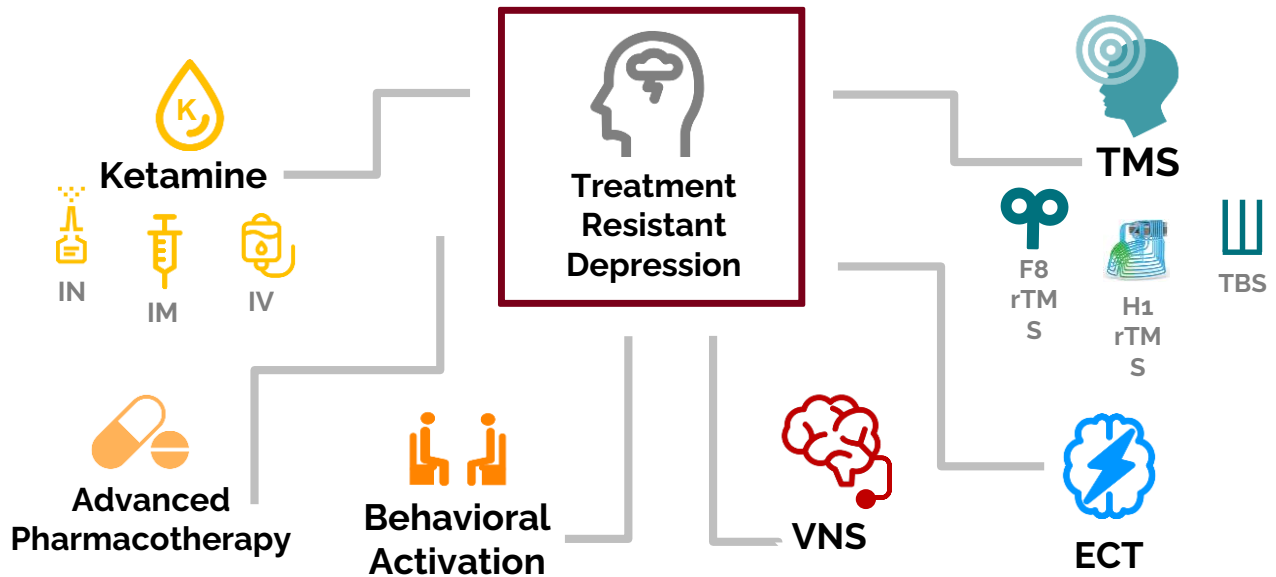 Treatment
Resistant
Depression
K
Ketamine
IN
IM
IV
TMS
F8
rTM
S
H1
rTM
S
TBS
Advanced
Pharmacotherapy
Behavioral
Activation
VNS
ECT